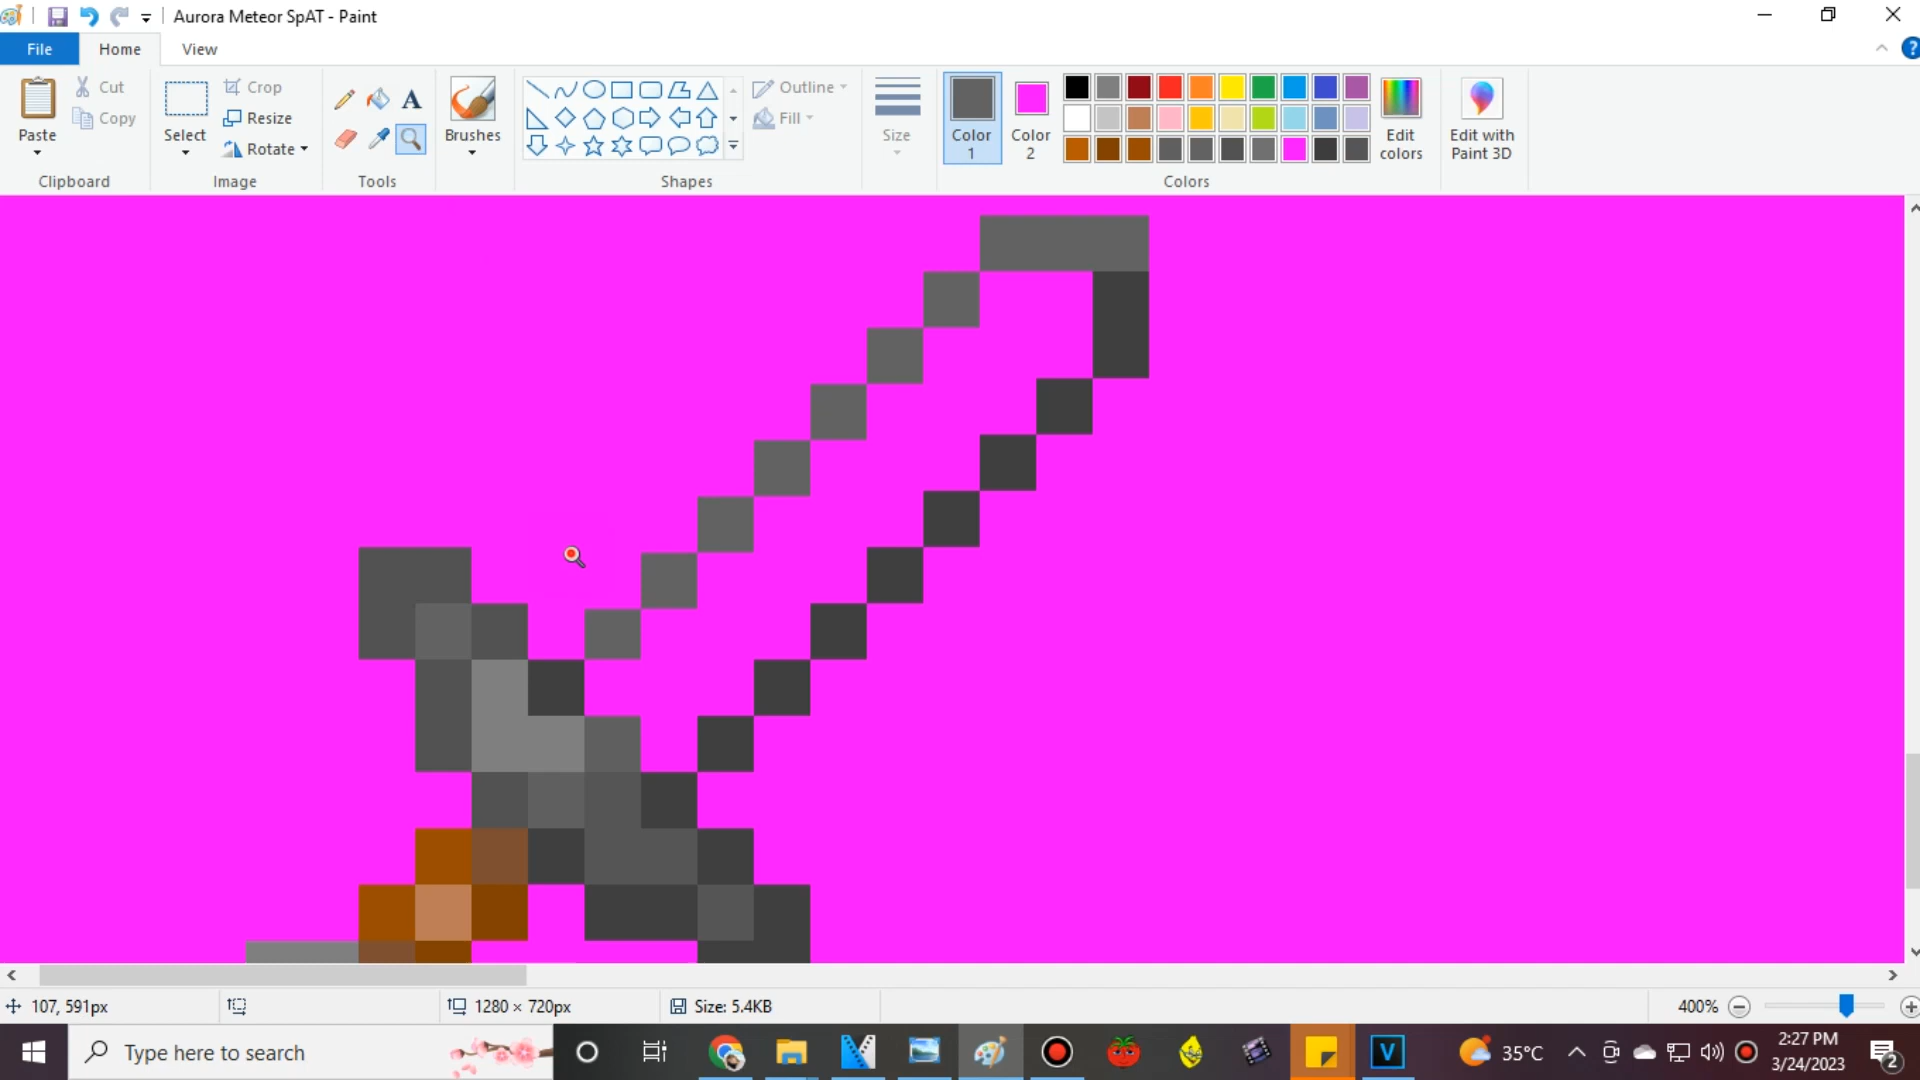 Aurora Meteor SpAT - Paint
File Home View
Paste Cut Copy Clipboard
Select Crop Resize Rotate Image
A Tools
Brushes
Outline Fill Shapes
Size
Color 1 Color 2
Edit colors
Colors
Edit with Paint 3D
107, 591px 1280 × 720px Size: 5.4KB 400%
Type here to search
V
35°C
2:27 PM
3/24/2023
2